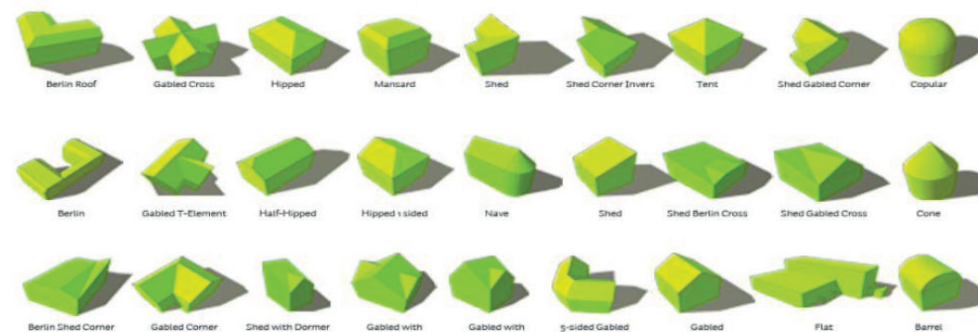 Berlin Roof
Gabled Cross
Hipped
Mansard
Shed
Shed Corner Invers
Tent
Shed Gabled Corner
Copular
Berlin
Gabled T-Element
Half-Hipped
Hipped 1 sided
Nave
Shed
Shed Berlin Cross
Shed Gabled Cross
Cone
Berlin Shed Corner
Gabled Corner
Shed with Dormer
Gabled with
Gabled with
5-sided Gabled
Gabled
Flat
Barrel